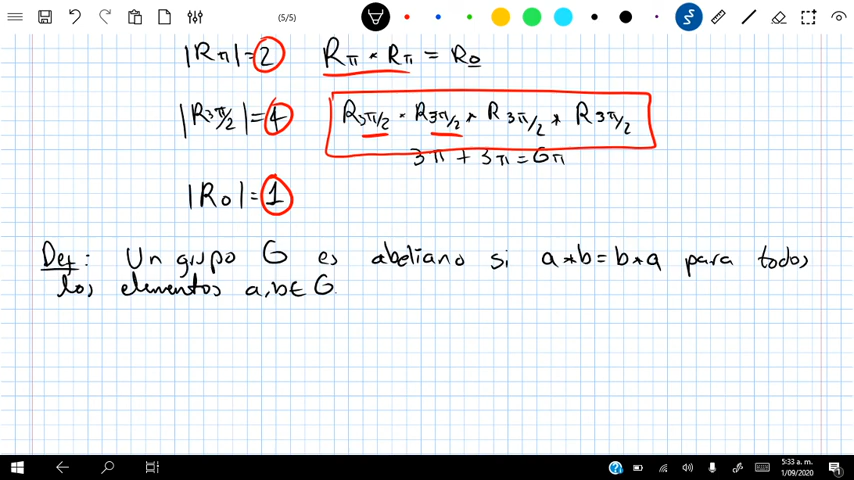 (5/5)
|Rπ|=2 Rπ * Rπ = R0
|R3π/2|=4 R3π/2 * R3π/2 * R3π/2 * R3π/2
3π + 3π = 6π
|R0|=1
Def: Un grupo G es abeliano si a*b=b*a para todos
los elementos a,b∈G.
5:33 a. m.
1/09/2020